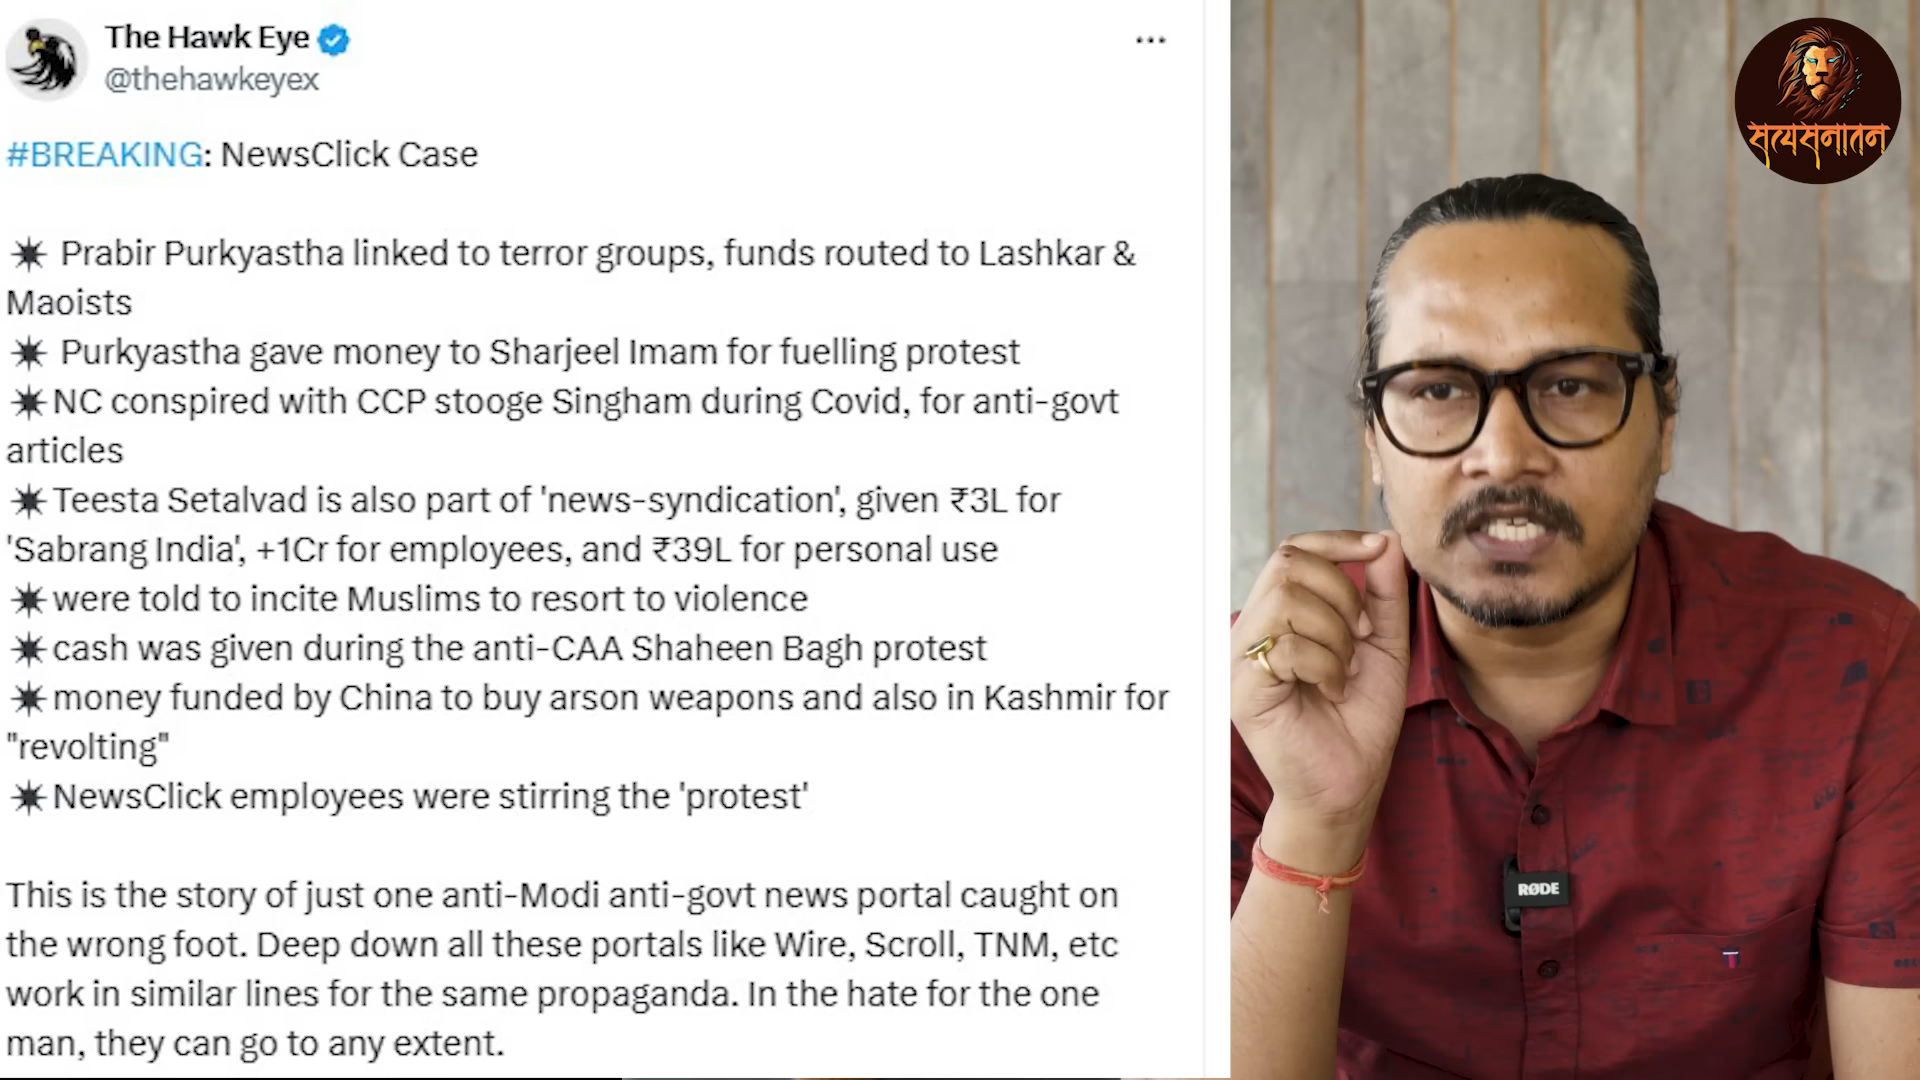 The Hawk Eye
@thehawkeyex
#BREAKING: NewsClick Case
✷ Prabir Purkyastha linked to terror groups, funds routed to Lashkar &
Maoists
✷ Purkyastha gave money to Sharjeel Imam for fuelling protest
✷ NC conspired with CCP stooge Singham during Covid, for anti-govt
articles
✷ Teesta Setalvad is also part of 'news-syndication', given ₹3L for
'Sabrang India', +1Cr for employees, and ₹39L for personal use
✷ were told to incite Muslims to resort to violence
✷ cash was given during the anti-CAA Shaheen Bagh protest
✷ money funded by China to buy arson weapons and also in Kashmir for
"revolting"
✷ NewsClick employees were stirring the 'protest'
This is the story of just one anti-Modi anti-govt news portal caught on
the wrong foot. Deep down all these portals like Wire, Scroll, TNM, etc
work in similar lines for the same propaganda. In the hate for the one
man, they can go to any extent.
सत्यसनातन
RØDE